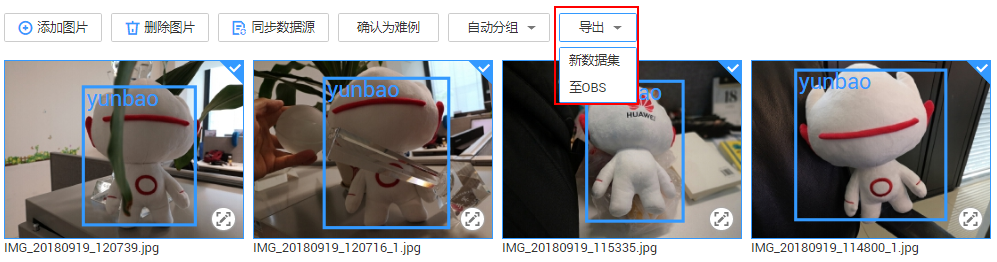 添加图片
删除图片
同步数据源
确认为难例
自动分组
导出
新数据集
至OBS
yunbao
yunbao
ao
HUAWEI
18
yunbao
IMG_20180919_120739.jpg
IMG_20180919_120716_1.jpg
IMG_20180919_115335.jpg
IMG_20180919_114800_1.jpg